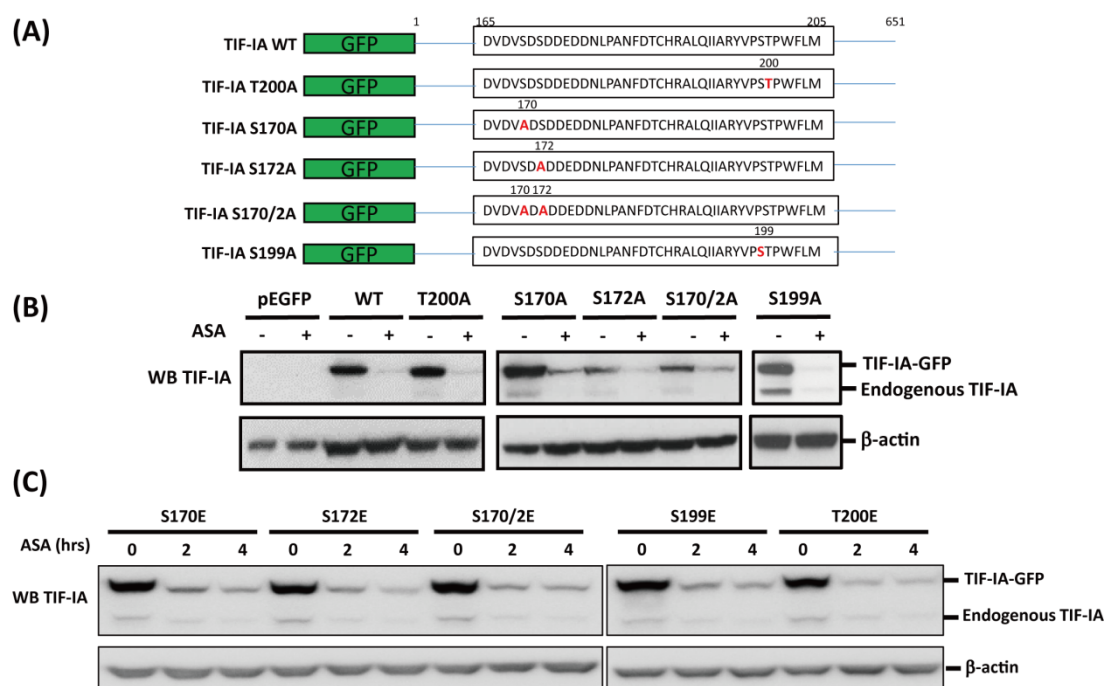 (A)
1 165 205 651
TIF-IA WT GFP DVDVSDSDDEDDNLPANFDTCHRALQIIARYVPSTPWFLM
200
TIF-IA T200A GFP DVDVSDSDDEDDNLPANFDTCHRALQIIARYVPSTPWFLM
170
TIF-IA S170A GFP DVDVADSDDEDDNLPANFDTCHRALQIIARYVPSTPWFLM
172
TIF-IA S172A GFP DVDVSDADDEDDNLPANFDTCHRALQIIARYVPSTPWFLM
170 172
TIF-IA S170/2A GFP DVDVADADDEDDNLPANFDTCHRALQIIARYVPSTPWFLM
199
TIF-IA S199A GFP DVDVSDSDDEDDNLPANFDTCHRALQIIARYVPSTPWFLM
(B)
pEGFP WT T200A S170A S172A S170/2A S199A
ASA - + - + - + - + - + - + - +
WB TIF-IA
TIF-IA-GFP
Endogenous TIF-IA
β-actin
(C)
S170E S172E S170/2E S199E T200E
ASA (hrs) 0 2 4 0 2 4 0 2 4 0 2 4 0 2 4
WB TIF-IA
TIF-IA-GFP
Endogenous TIF-IA
β-actin